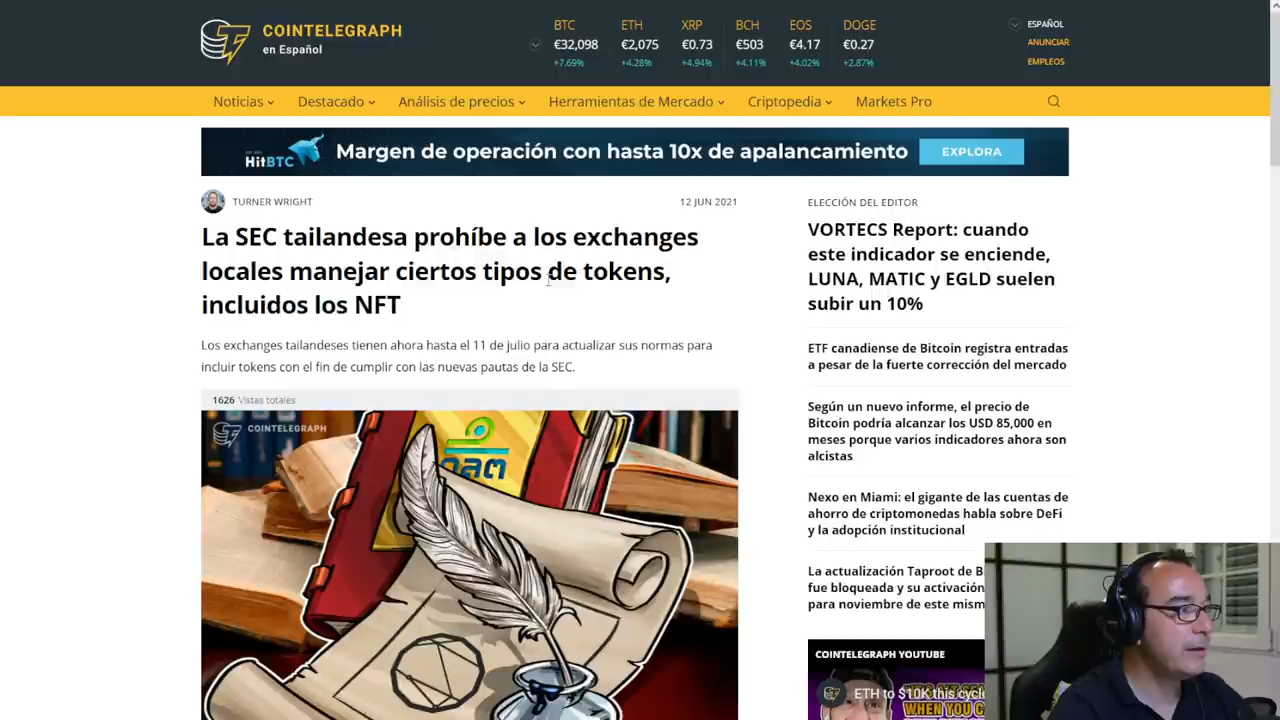 COINTELEGRAPH
en Español
BTC
€32,098
+7.69%
ETH
€2,075
+4.28%
XRP
€0.73
+4.94%
BCH
€503
+4.11%
EOS
€4.17
+4.02%
DOGE
€0.27
+2.87%
ESPAÑOL
ANUNCIAR
EMPLEOS
Noticias Destacado Análisis de precios Herramientas de Mercado Criptopedia Markets Pro
HitBTC Margen de operación con hasta 10x de apalancamiento EXPLORA
TURNER WRIGHT 12 JUN 2021
La SEC tailandesa prohíbe a los exchanges
locales manejar ciertos tipos de tokens,
incluidos los NFT
Los exchanges tailandeses tienen ahora hasta el 11 de julio para actualizar sus normas para
incluir tokens con el fin de cumplir con las nuevas pautas de la SEC.
1626 Vistas totales
COINTELEGRAPH
กลต
ELECCIÓN DEL EDITOR
VORTECS Report: cuando
este indicador se enciende,
LUNA, MATIC y EGLD suelen
subir un 10%
ETF canadiense de Bitcoin registra entradas
a pesar de la fuerte corrección del mercado
Según un nuevo informe, el precio de
Bitcoin podría alcanzar los USD 85,000 en
meses porque varios indicadores ahora son
alcistas
Nexo en Miami: el gigante de las cuentas de
ahorro de criptomonedas habla sobre DeFi
y la adopción institucional
La actualización Taproot de B
fue bloqueada y su activación
para noviembre de este mism
COINTELEGRAPH YOUTUBE
ETH to $10K this cycle